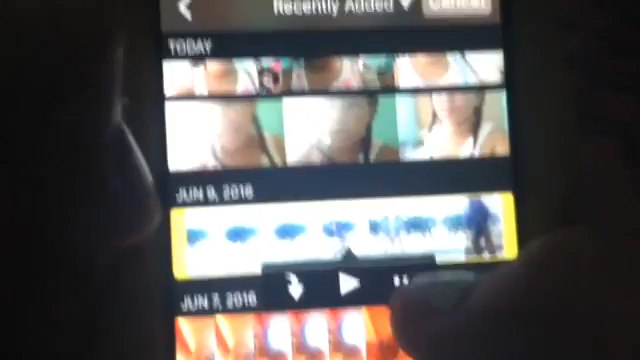 Recently Added
Cancel
TODAY
JUN 9, 2016
JUN 7, 2016